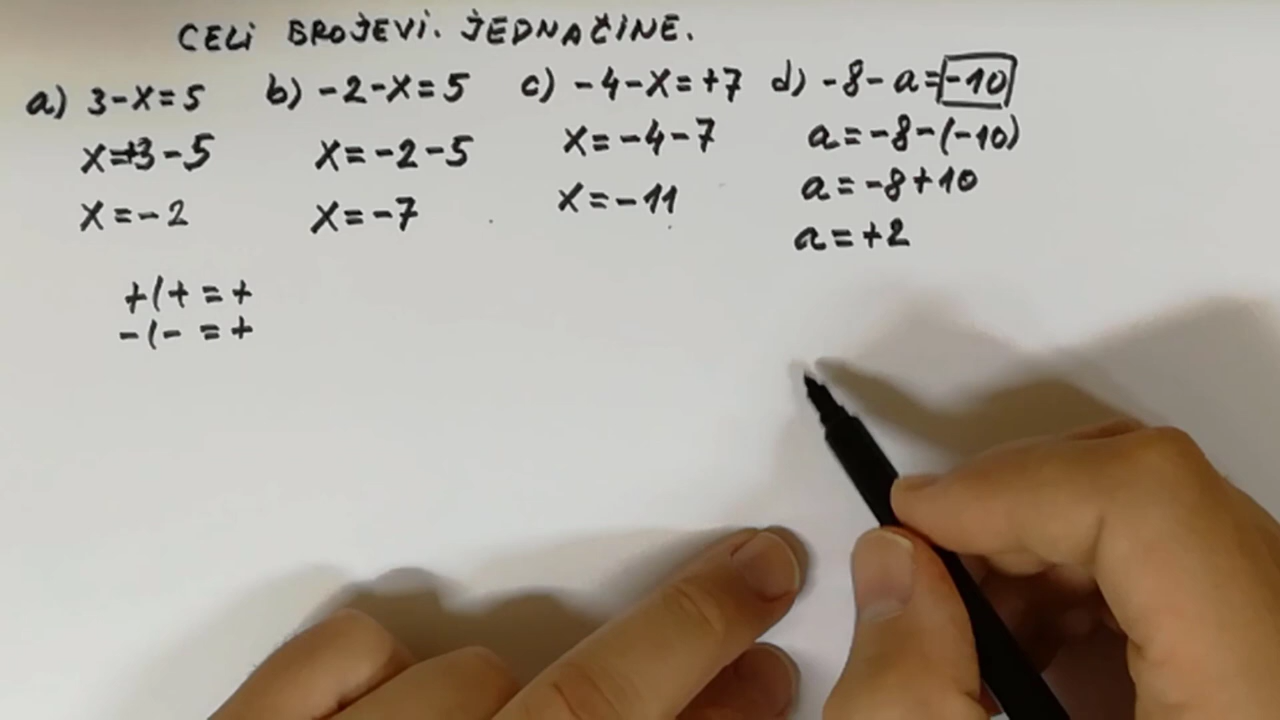 CELI BROJEVI. JEDNAČINE.
a) 3-x=5
x=+3-5
x=-2
b) -2-x=5
x=-2-5
x=-7
c) -4-x=+7
x=-4-7
x=-11
d) -8-a=-10
a=-8-(-10)
a=-8+10
a=+2
+/+=+
-/-=+